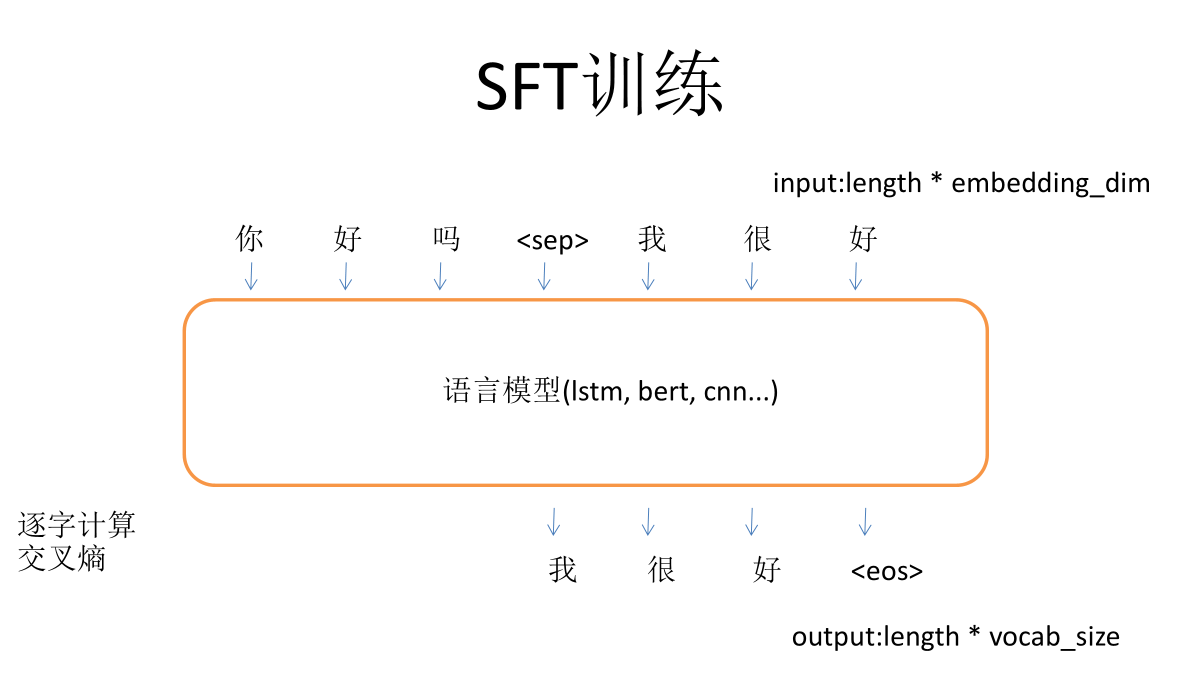 SFT训练
input:length * embedding_dim
你 好 吗 <sep> 我 很 好
语言模型(lstm, bert, cnn...)
逐字计算
交叉熵
我 很 好 <eos>
output:length * vocab_size